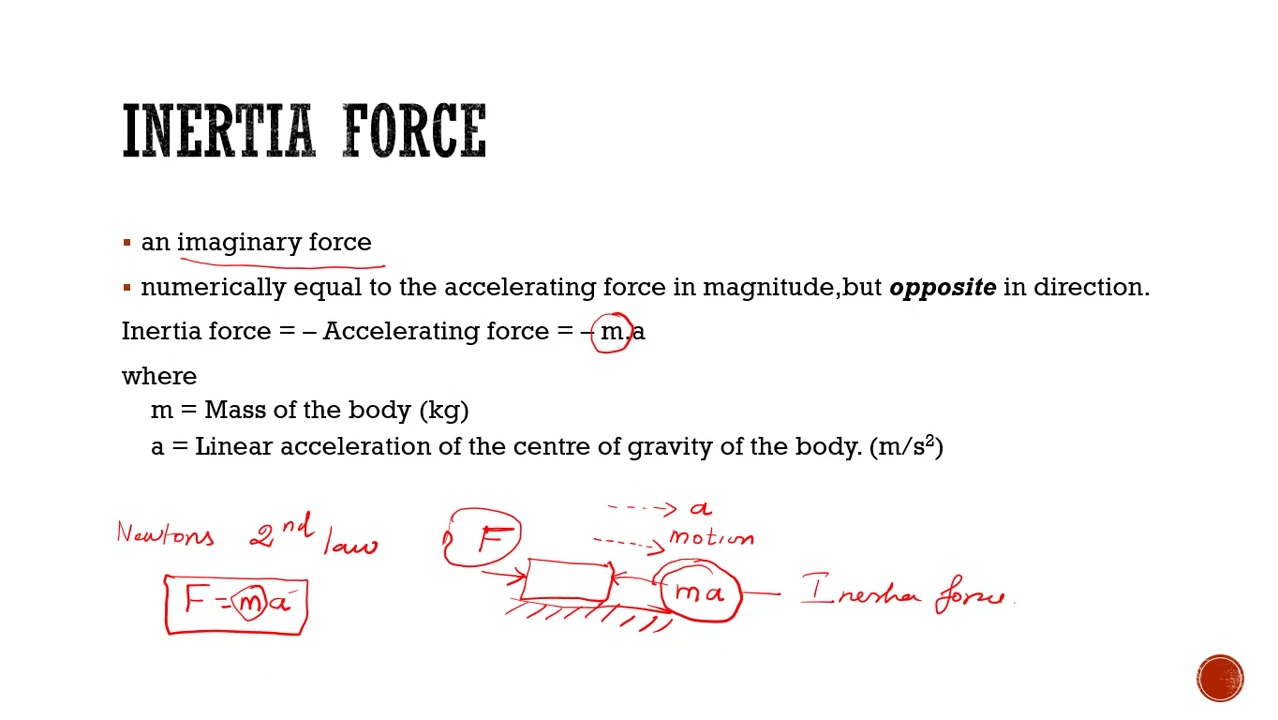 INERTIA FORCE
▪ an imaginary force
▪ numerically equal to the accelerating force in magnitude,but opposite in direction.
Inertia force = – Accelerating force = – m.a
where
m = Mass of the body (kg)
a = Linear acceleration of the centre of gravity of the body. (m/s²)
a
Newtons 2nd law
F
motion
F = ma
ma
Inertia force